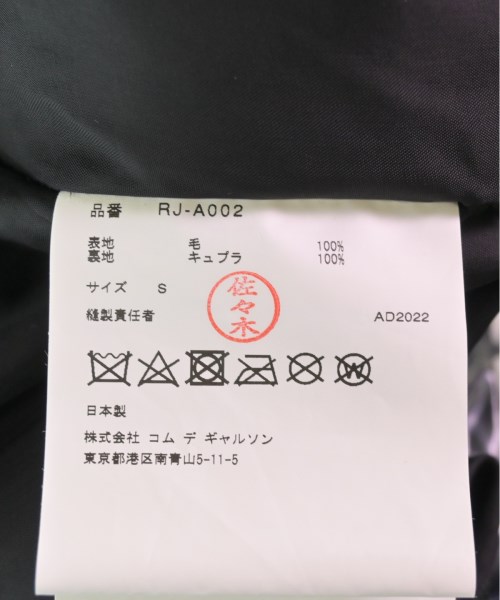 品番 RJ-A002
表地 毛 100%
裏地 キュプラ 100%
サイズ S
佐々木
縫製責任者 AD2022
W
日本製
株式会社 コム デ ギャルソン
東京都港区南青山5-11-5